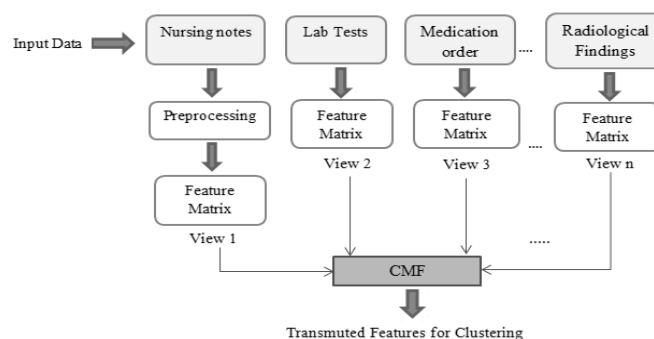 Input Data
Nursing notes
Lab Tests
Medication
order
....
Radiological
Findings
Preprocessing
Feature
Matrix
Feature
Matrix
....
Feature
Matrix
View 2
View 3
View n
Feature
Matrix
View 1
.....
CMF
Transmuted Features for Clustering